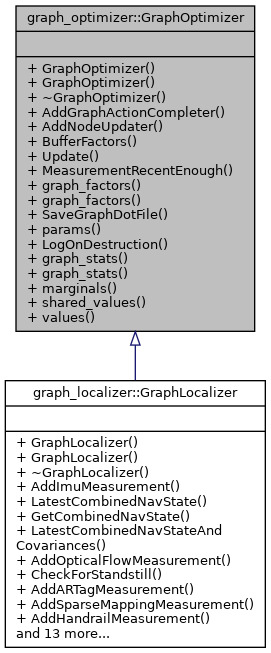 graph_optimizer::GraphOptimizer
+ GraphOptimizer()
+ GraphOptimizer()
+ ~GraphOptimizer()
+ AddGraphActionCompleter()
+ AddNodeUpdater()
+ BufferFactors()
+ Update()
+ MeasurementRecentEnough()
+ graph_factors()
+ graph_factors()
+ SaveGraphDotFile()
+ params()
+ LogOnDestruction()
+ graph_stats()
+ graph_stats()
+ marginals()
+ shared_values()
+ values()
graph_localizer::GraphLocalizer
+ GraphLocalizer()
+ GraphLocalizer()
+ ~GraphLocalizer()
+ AddImuMeasurement()
+ LatestCombinedNavState()
+ GetCombinedNavState()
+ LatestCombinedNavStateAnd
Covariances()
+ AddOpticalFlowMeasurement()
+ CheckForStandstill()
+ AddARTagMeasurement()
+ AddSparseMappingMeasurement()
+ AddHandrailMeasurement()
and 13 more...